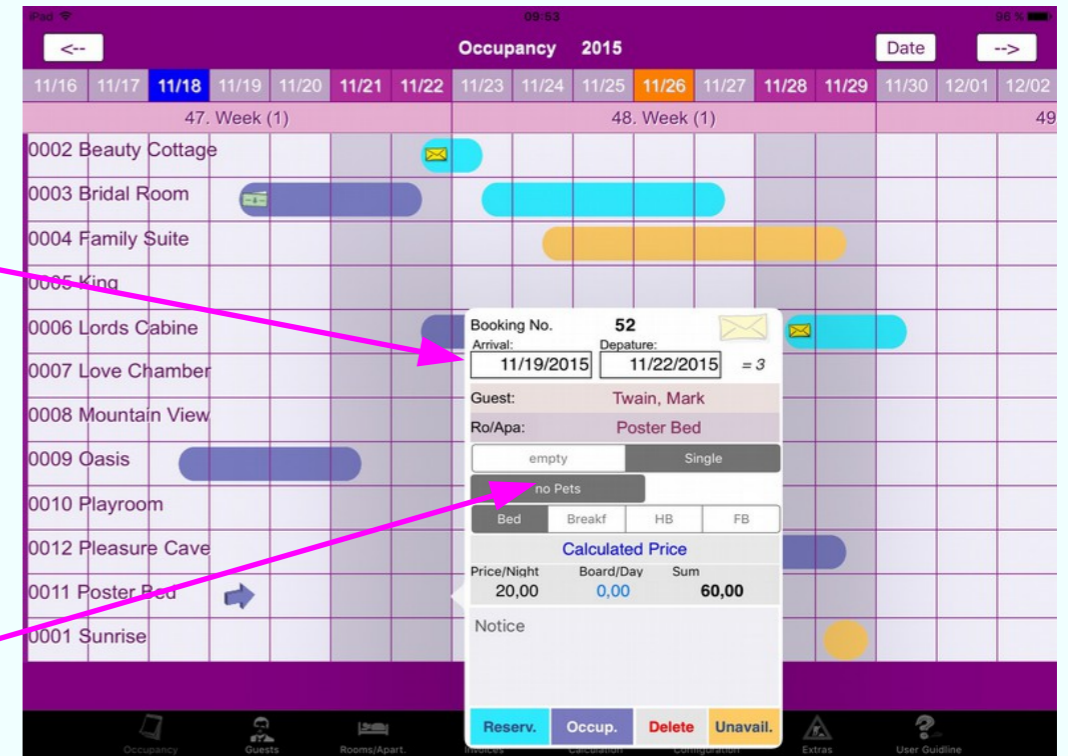 iPad 09:53 96 %
<-- Occupancy 2015 Date -->
11/16 11/17 11/18 11/19 11/20 11/21 11/22 11/23 11/24 11/25 11/26 11/27 11/28 11/29 11/30 12/01 12/02
47. Week (1) 48. Week (1) 49
0002 Beauty Cottage
0003 Bridal Room
0004 Family Suite
0005 King
0006 Lords Cabine
0007 Love Chamber
0008 Mountain View
0009 Oasis
0010 Playroom
0012 Pleasure Cave
0011 Poster Bed
0001 Sunrise
Booking No. 52
Arrival: Depature:
11/19/2015 11/22/2015 = 3
Guest: Twain, Mark
Ro/Apa: Poster Bed
empty Single
no Pets
Bed Breakf HB FB
Calculated Price
Price/Night Board/Day Sum
20,00 0,00 60,00
Notice
Reserv. Occup. Delete Unavail.
Occupancy Guests Rooms/Apart. Invoices Calculation Configuration Extras User Guidline